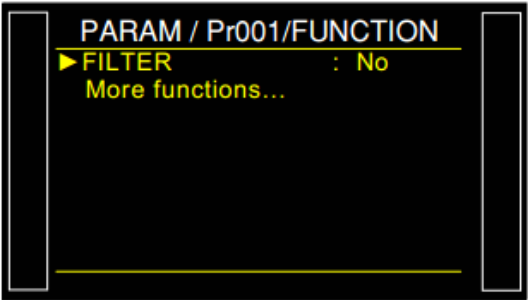 PARAM / Pr001/FUNCTION
►FILTER : No
More functions...